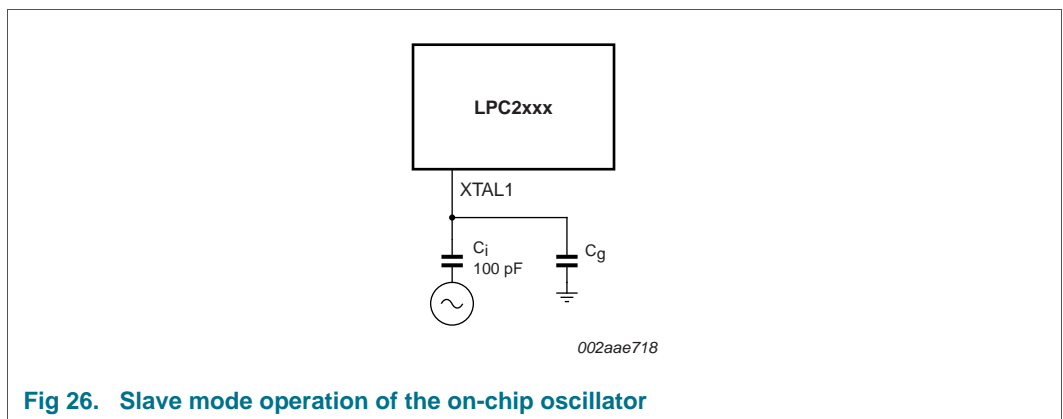 LPC2xxx
XTAL1
Ci
100 pF
Cg
002aae718
Fig 26. Slave mode operation of the on-chip oscillator